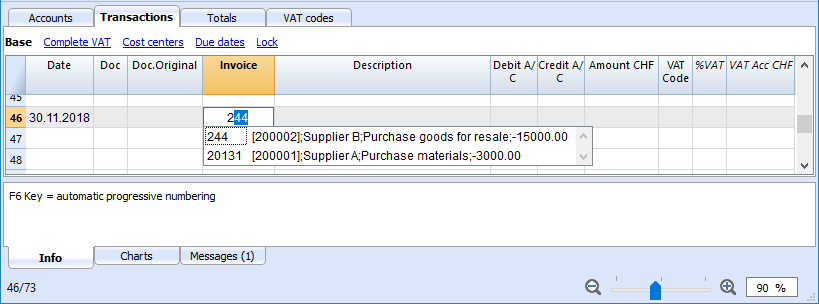 Accounts Transactions Totals VAT codes
Base Complete VAT Cost centers Due dates Lock
Date Doc Doc.Original Invoice Description Debit A/C Credit A/C Amount CHF VAT Code %VAT VAT Acc CHF
45
46 30.11.2018 244
47 244 [200002];Supplier B;Purchase goods for resale;-15000.00
48 20131 [200001];Supplier A;Purchase materials;-3000.00
F6 Key = automatic progressive numbering
Info Charts Messages (1)
46/73 90 %